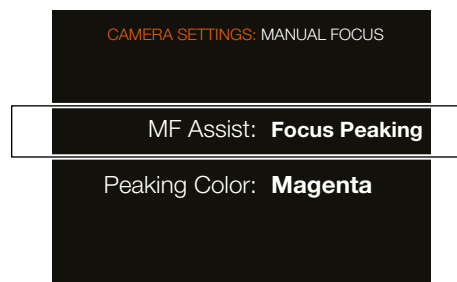 CAMERA SETTINGS: MANUAL FOCUS
MF Assist: Focus Peaking
Peaking Color: Magenta